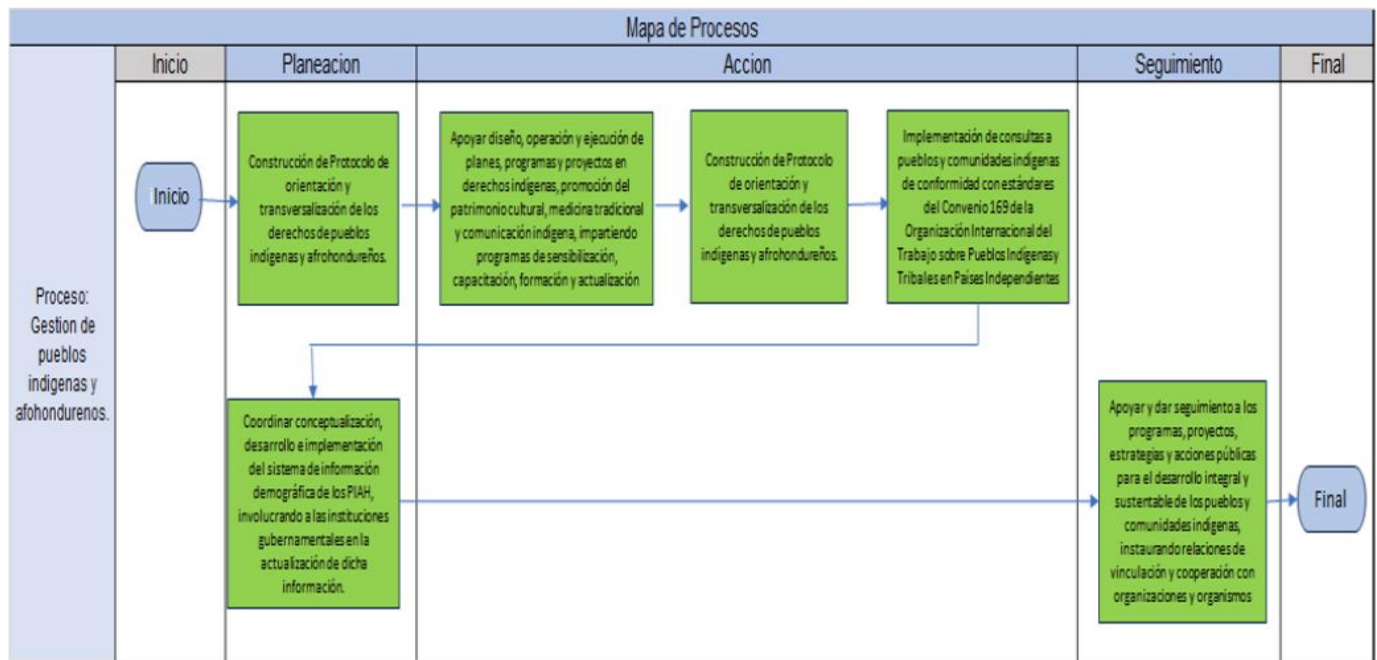 Mapa de Procesos
Inicio
Planeacion
Accion
Seguimiento
Final
Proceso:
Gestion de
pueblos
indigenas y
afohondurenos.
iInicio
Construcción de Protocolo de
orientación y
transversalización de los
derechos de pueblos
indígenas y afrohondureños.
Apoyar diseño, operación y ejecución de
planes, programas y proyectos en
derechos indígenas, promoción del
patrimonio cultural, medicina tradicional
y comunicación indígena, impartiendo
programas de sensibilización,
capacitación, formación y actualización
Construcción de Protocolo
de orientación y
transversalización de los
derechos de pueblos
indígenas y afrohondureños.
Implementación de consultas a
pueblos y comunidades indígenas
de conformidad con estándares
del Convenio 169 de la
Organización Internacional del
Trabajo sobre Pueblos Indígenas y
Tribales en Países Independientes
Coordinar conceptualización,
desarrollo e implementación
del sistema de información
demográfica de los PIAH,
involucrando a las instituciones
gubernamentales en la
actualización de dicha
información.
Apoyar y dar seguimiento a los
programas, proyectos,
estrategias y acciones públicas
para el desarrollo integral y
sustentable de los pueblos y
comunidades indígenas,
instaurando relaciones de
vinculación y cooperación con
organizaciones y organismos
Final